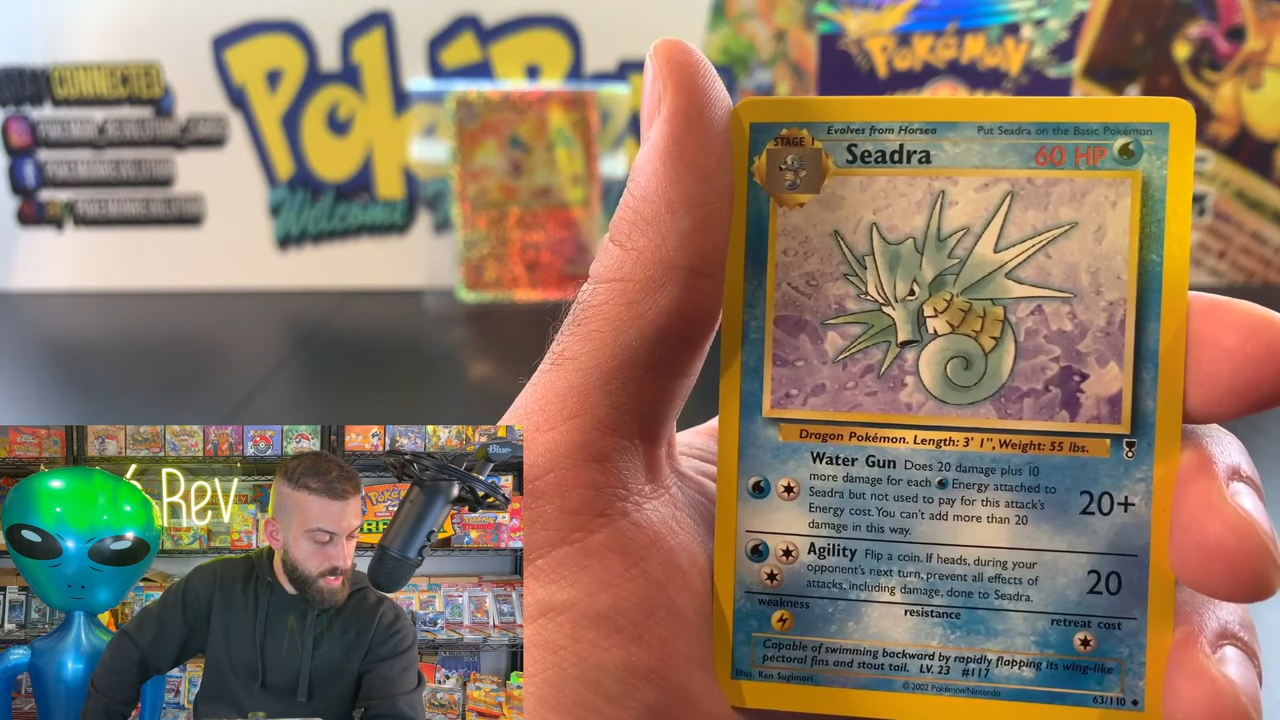 STAY CONNECTED
Poké
Welcome
POKÉMON
Rev
Blue
Evolves from Horsea
Put Seadra on the Basic Pokémon
STAGE 1
Seadra
60 HP
Dragon Pokémon. Length: 3' 1", Weight: 55 lbs.
Water Gun Does 20 damage plus 10
more damage for each Energy attached to
Seadra but not used to pay for this attack's
Energy cost. You can't add more than 20
damage in this way.
20+
Agility Flip a coin. If heads, during your
opponent's next turn, prevent all effects of
attacks, including damage, done to Seadra.
20
weakness
resistance
retreat cost
Capable of swimming backward by rapidly flapping its wing-like
pectoral fins and stout tail. LV. 23 #117
Illus. Ken Sugimori
© 2002 Pokémon/Nintendo
63/110